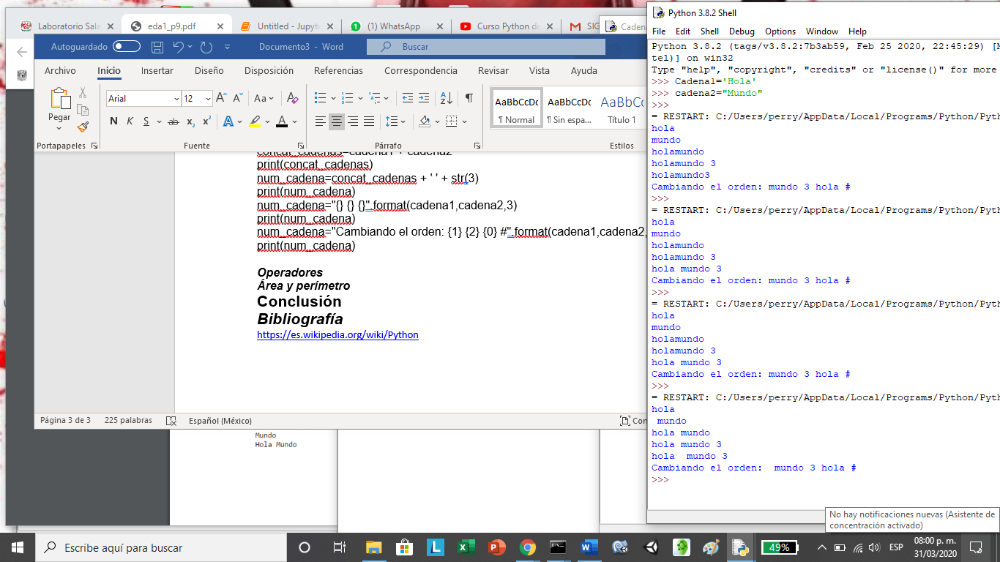 Laboratorio Sala
eda1_p9.pdf
Untitled - Jupyte
(1) WhatsApp
Curso Python de
M SIG
Cadena
Autoguardado
Documento3 - Word
Buscar
Archivo Inicio Insertar Diseño Disposición Referencias Correspondencia Revisar Vista Ayuda
Pegar
Arial 12
Aa
N K S ab x₂ x² A A
AaBbCcDc AaBbCcDc AaBbCcD
¶ Normal ¶ Sin espa... Título 1
Portapapeles Fuente Párrafo Estilos
concat_cadenas=cadena1 + cadena2
print(concat_cadenas)
num_cadena=concat_cadenas + ' ' + str(3)
print(num_cadena)
num_cadena="{} {} {}".format(cadena1,cadena2,3)
print(num_cadena)
num_cadena="Cambiando el orden: {1} {2} {0} #".format(cadena1,cadena2,
print(num_cadena)
Operadores
Área y perímetro
Conclusión
Bibliografía
https://es.wikipedia.org/wiki/Python
Página 3 de 3 225 palabras Español (México) Con
Mundo
Hola Mundo
Python 3.8.2 Shell
File Edit Shell Debug Options Window Help
Python 3.8.2 (tags/v3.8.2:7b3ab59, Feb 25 2020, 22:45:29) [M
tel)] on win32
Type "help", "copyright", "credits" or "license()" for more
>>> Cadena1='Hola'
>>> cadena2="Mundo"
>>>
= RESTART: C:/Users/perry/AppData/Local/Programs/Python/Pyth
hola
mundo
holamundo
holamundo 3
holamundo3
Cambiando el orden: mundo 3 hola #
>>>
= RESTART: C:/Users/perry/AppData/Local/Programs/Python/Pyth
hola
mundo
holamundo
holamundo 3
hola mundo 3
Cambiando el orden: mundo 3 hola #
>>>
= RESTART: C:/Users/perry/AppData/Local/Programs/Python/Pyth
hola
mundo
holamundo
holamundo 3
hola mundo 3
Cambiando el orden: mundo 3 hola #
>>>
= RESTART: C:/Users/perry/AppData/Local/Programs/Python/Pyth
hola
 mundo
hola mundo
hola mundo 3
hola  mundo 3
Cambiando el orden:  mundo 3 hola #
>>>
No hay notificaciones nuevas (Asistente de
concentración activado)
Escribe aquí para buscar
49%
ESP
08:00 p. m.
31/03/2020